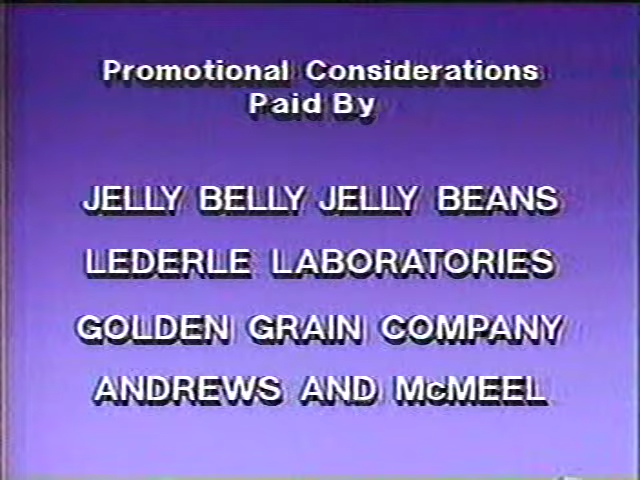 Promotional Considerations
Paid By
JELLY BELLY JELLY BEANS
LEDERLE LABORATORIES
GOLDEN GRAIN COMPANY
ANDREWS AND McMEEL